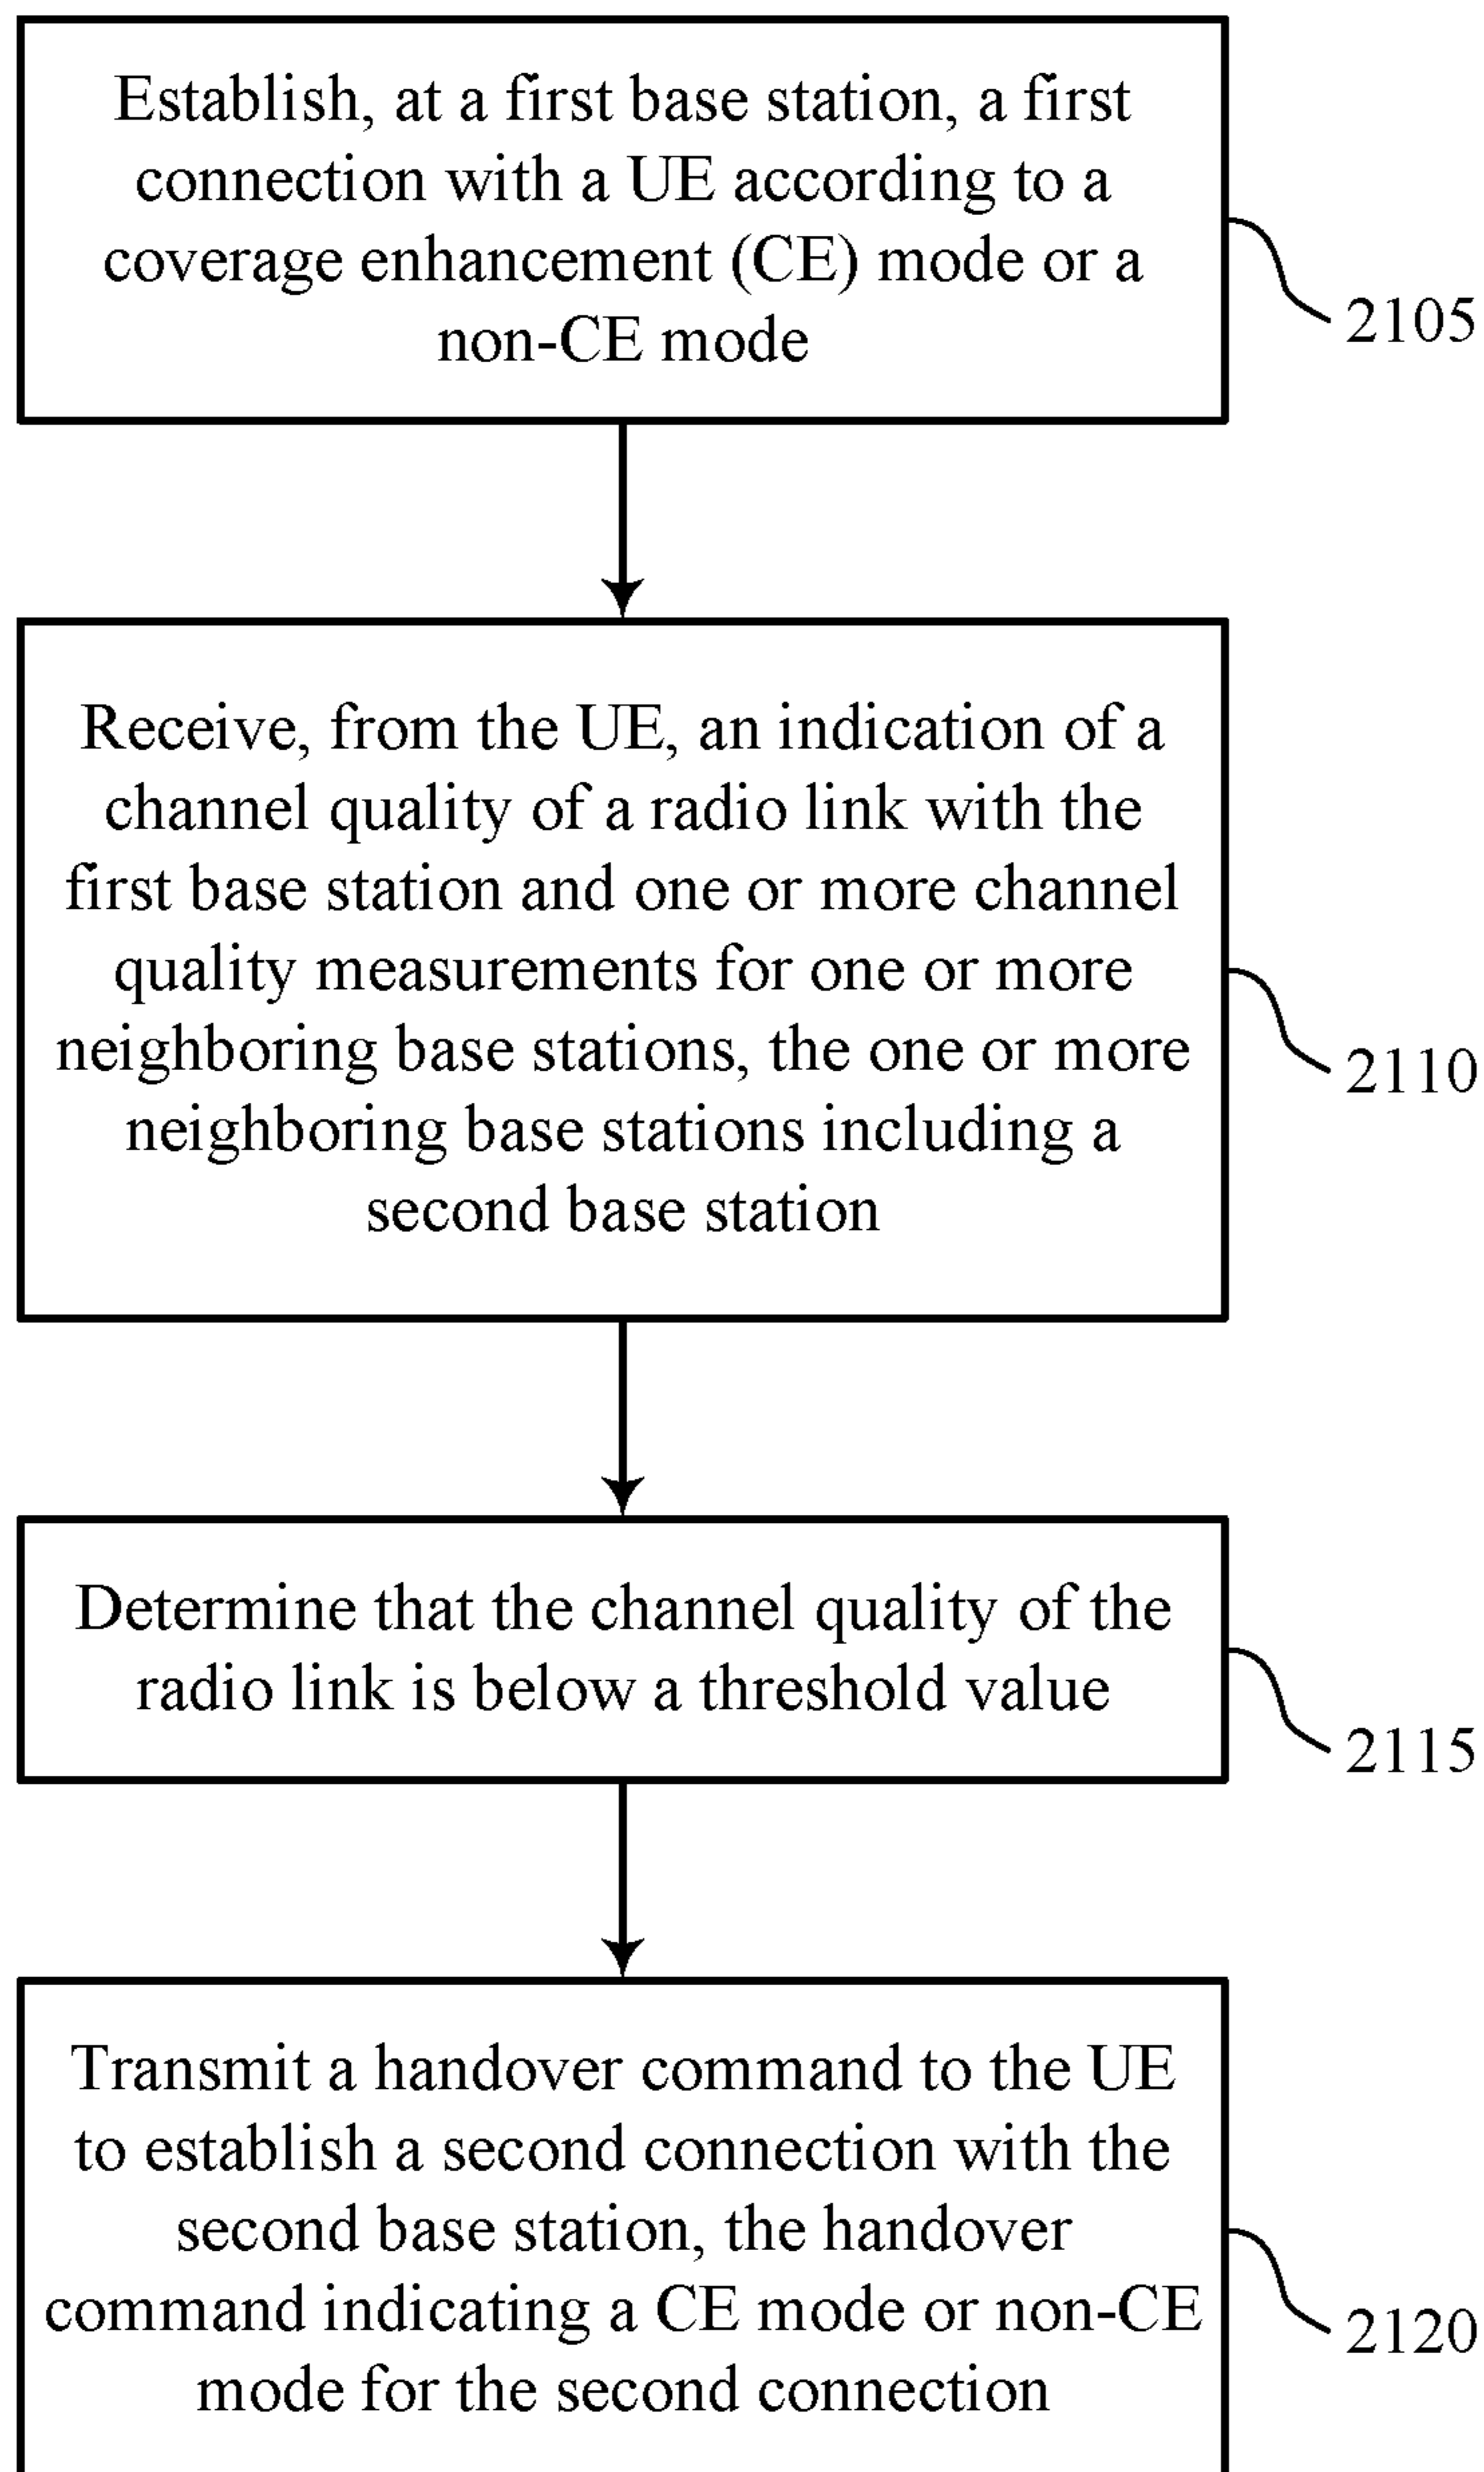 Establish, at a first base station, a first
connection with a UE according to a
coverage enhancement (CE) mode or a
non-CE mode
2105
Receive, from the UE, an indication of a
channel quality of a radio link with the
first base station and one or more channel
quality measurements for one or more
neighboring base stations, the one or more
neighboring base stations including a
second base station
2110
Determine that the channel quality of the
radio link is below a threshold value
2115
Transmit a handover command to the UE
to establish a second connection with the
second base station, the handover
command indicating a CE mode or non-CE
mode for the second connection
2120